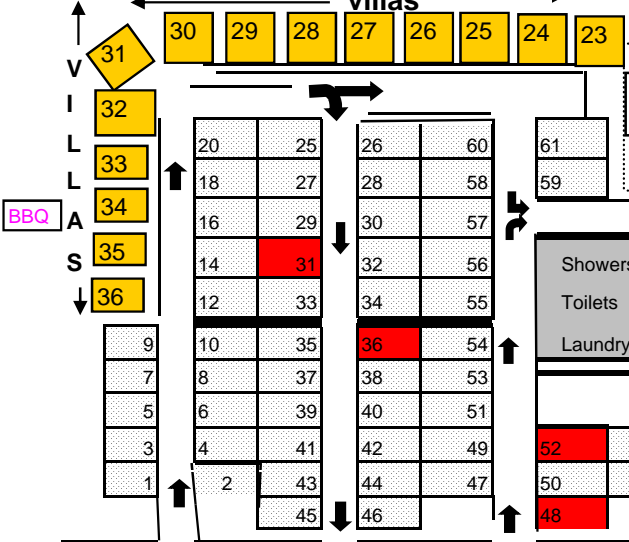 Villas
30 29 28 27 26 25 24 23
31
V
I
L
L
A
S
32
33
34
35
36
BBQ
20 25 26 60 61
18 27 28 58 59
16 29 30 57
14 31 32 56
12 33 34 55
Showers
Toilets
Laundry
9 10 35 36 54
7 8 37 38 53
5 6 39 40 51
3 4 41 42 49 52
1 2 43 44 47 50
45 46 48